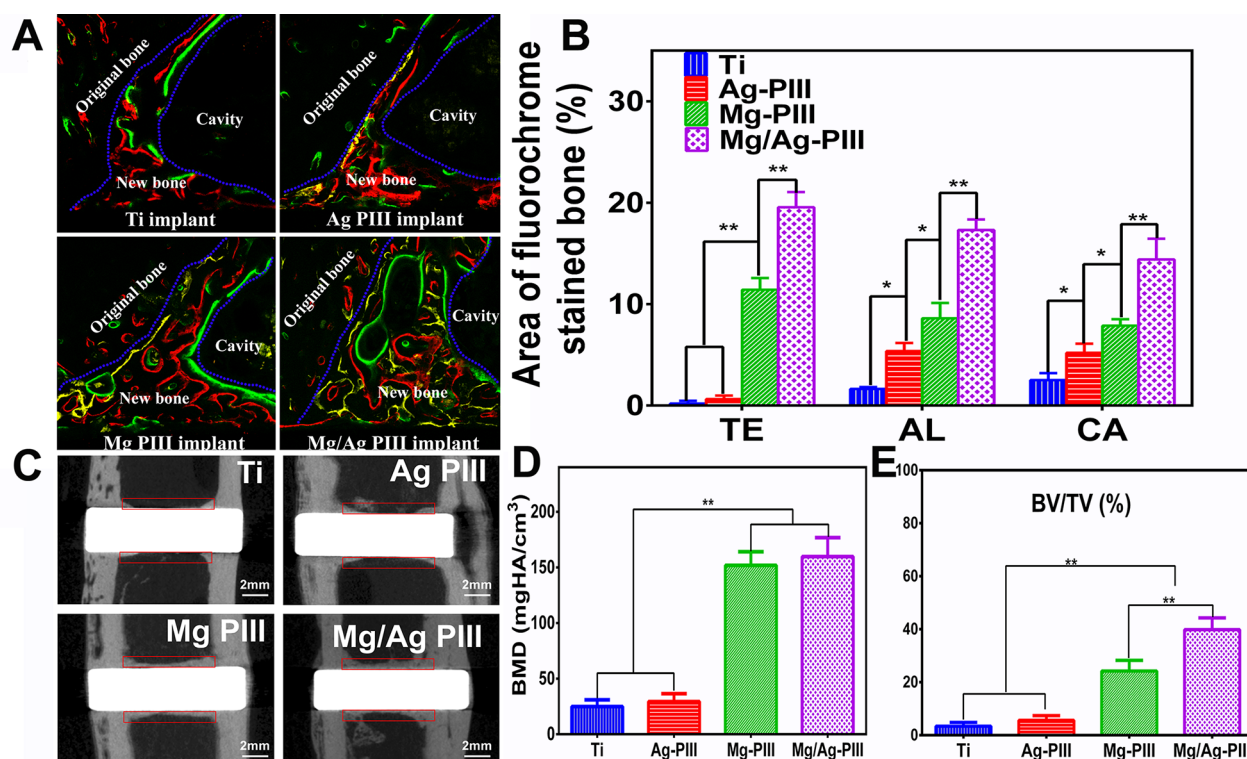 A
Original bone
Cavity
New bone
Ti implant
Original bone
Cavity
New bone
Ag PIII implant
Original bone
Cavity
New bone
Mg PIII implant
Original bone
Cavity
New bone
Mg/Ag PIII implant
B
Area of fluorochrome
stained bone (%)
30
20
10
0
Ti
Ag-PIII
Mg-PIII
Mg/Ag-PIII
**
**
*
*
**
*
*
**
TE
AL
CA
C
Ti
2mm
Ag PIII
2mm
Mg PIII
2mm
Mg/Ag PIII
2mm
D
BMD (mgHA/cm³)
200
150
100
50
0
**
Ti
Ag-PIII
Mg-PIII
Mg/Ag-PIII
E
BV/TV (%)
100
80
60
40
20
0
**
**
Ti
Ag-PIII
Mg-PIII
Mg/Ag-PIII